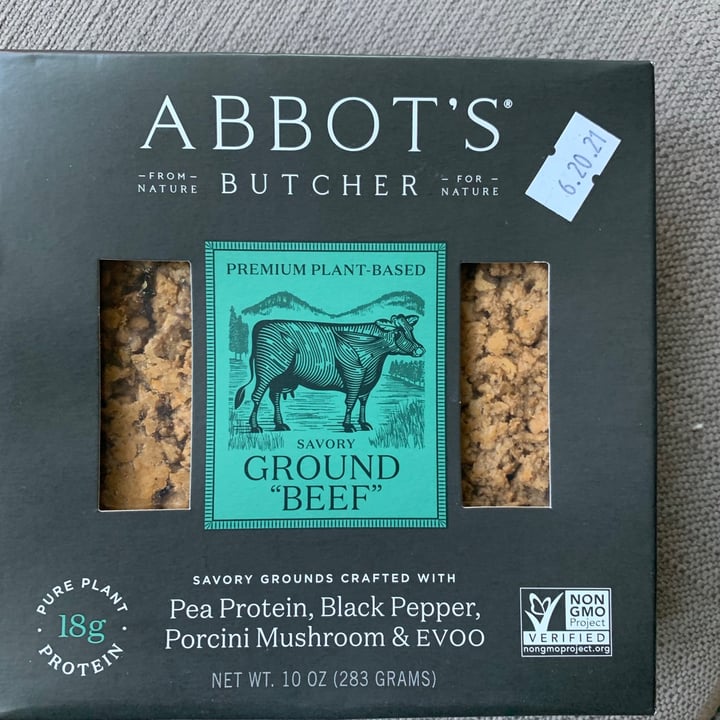 ABBOT'S®
–FROM– NATURE BUTCHER –FOR– NATURE
6.20.21
PREMIUM PLANT-BASED
SAVORY
GROUND
"BEEF"
SAVORY GROUNDS CRAFTED WITH
Pea Protein, Black Pepper,
Porcini Mushroom & EVOO
NET WT. 10 OZ (283 GRAMS)
PURE PLANT
18g
PROTEIN
NON
GMO
Project
VERIFIED
nongmoproject.org